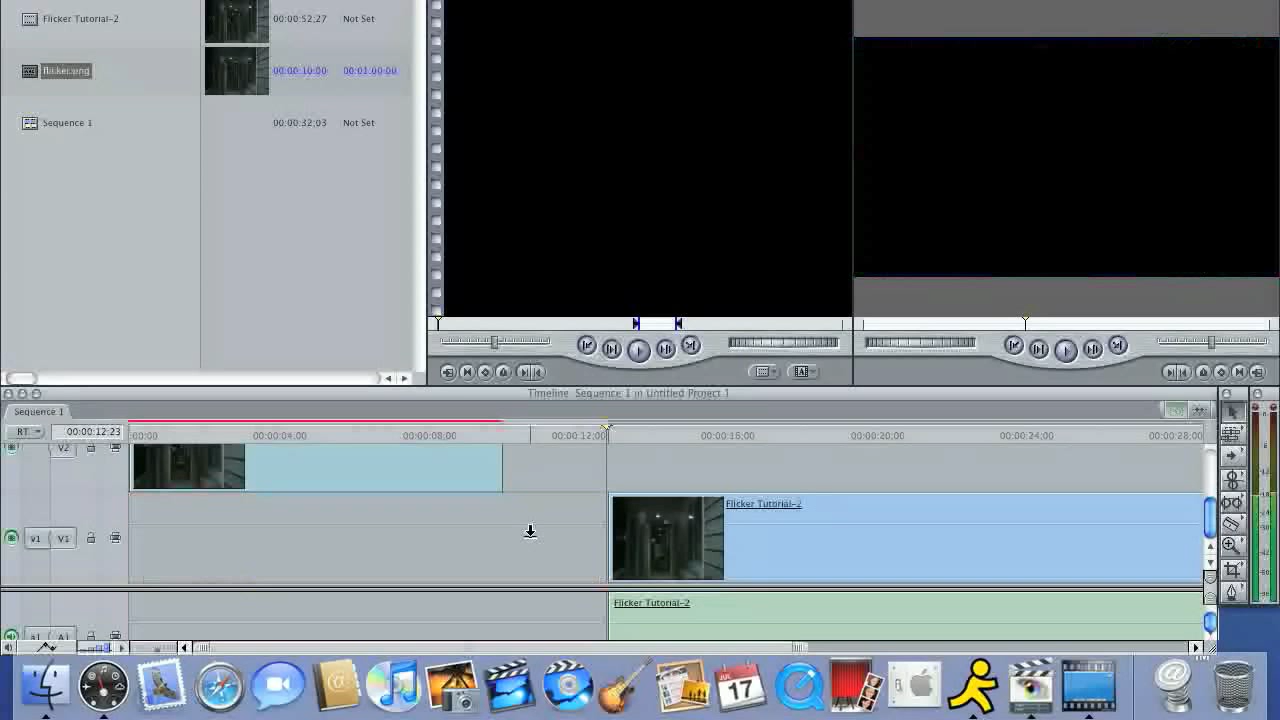 Flicker Tutorial-2 00:00:52;27 Not Set
flicker.png 00:00:10;00 00:01:00;00
Sequence 1 00:00:32;03 Not Set
Timeline Sequence 1 in Untitled Project 1
Sequence 1
RT 00:00:12;23 00:00 00:00:04;00 00:00:08;00 00:00:12;00 00:00:16;00 00:00:20;00 00:00:24;00 00:00:28;00
V2
Flicker Tutorial-2
v1 V1
Flicker Tutorial-2
a1 A1
JUL
17